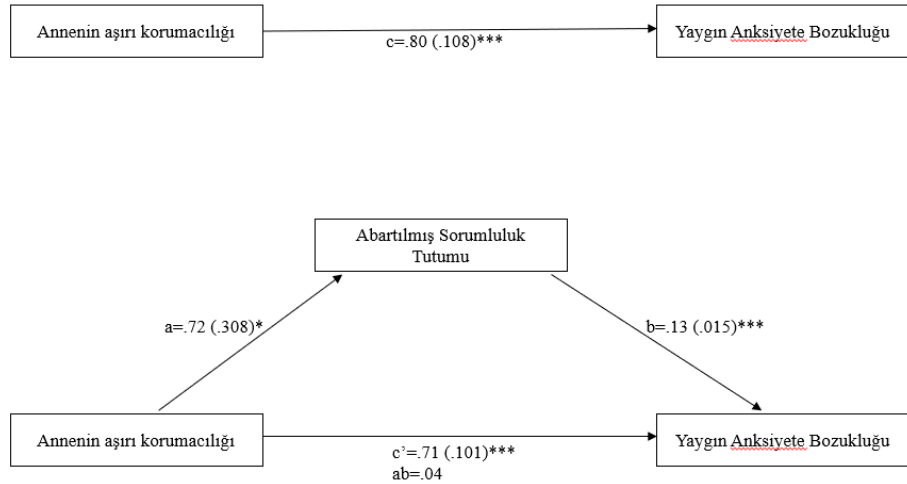 Annenin aşırı korumacılığı
Yaygın Anksiyete Bozukluğu
c=.80 (.108)***
Abartılmış Sorumluluk
Tutumu
a=.72 (.308)*
b=.13 (.015)***
Annenin aşırı korumacılığı
Yaygın Anksiyete Bozukluğu
c’=.71 (.101)***
ab=.04